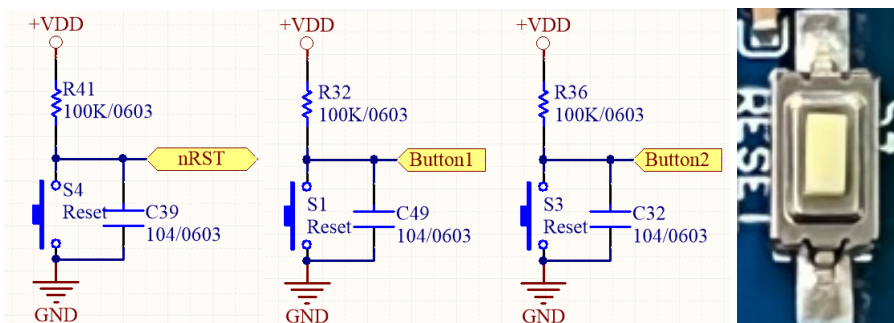 +VDD
R41
100K/0603
nRST
S4
Reset
C39
104/0603
GND
+VDD
R32
100K/0603
Button1
S1
Reset
C49
104/0603
GND
+VDD
R36
100K/0603
Button2
S3
Reset
C32
104/0603
GND
RESET